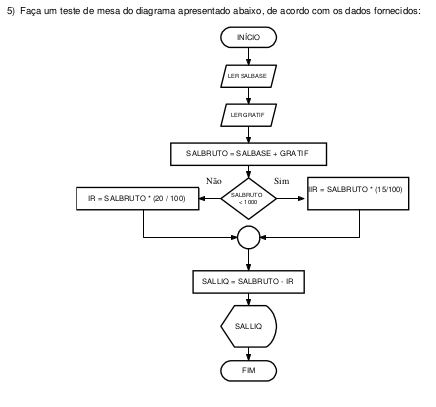 5) Faça um teste de mesa do diagrama apresentado abaixo, de acordo com os dados fornecidos:
INÍCIO
LER SALBASE
LER GRATIF
SALBRUTO = SALBASE + GRATIF
Não
Sim
IR = SALBRUTO * (20 / 100)
SALBRUTO
< 1000
IIR = SALBRUTO * (15/100)
SALLIQ = SALBRUTO - IR
SALLIQ
FIM